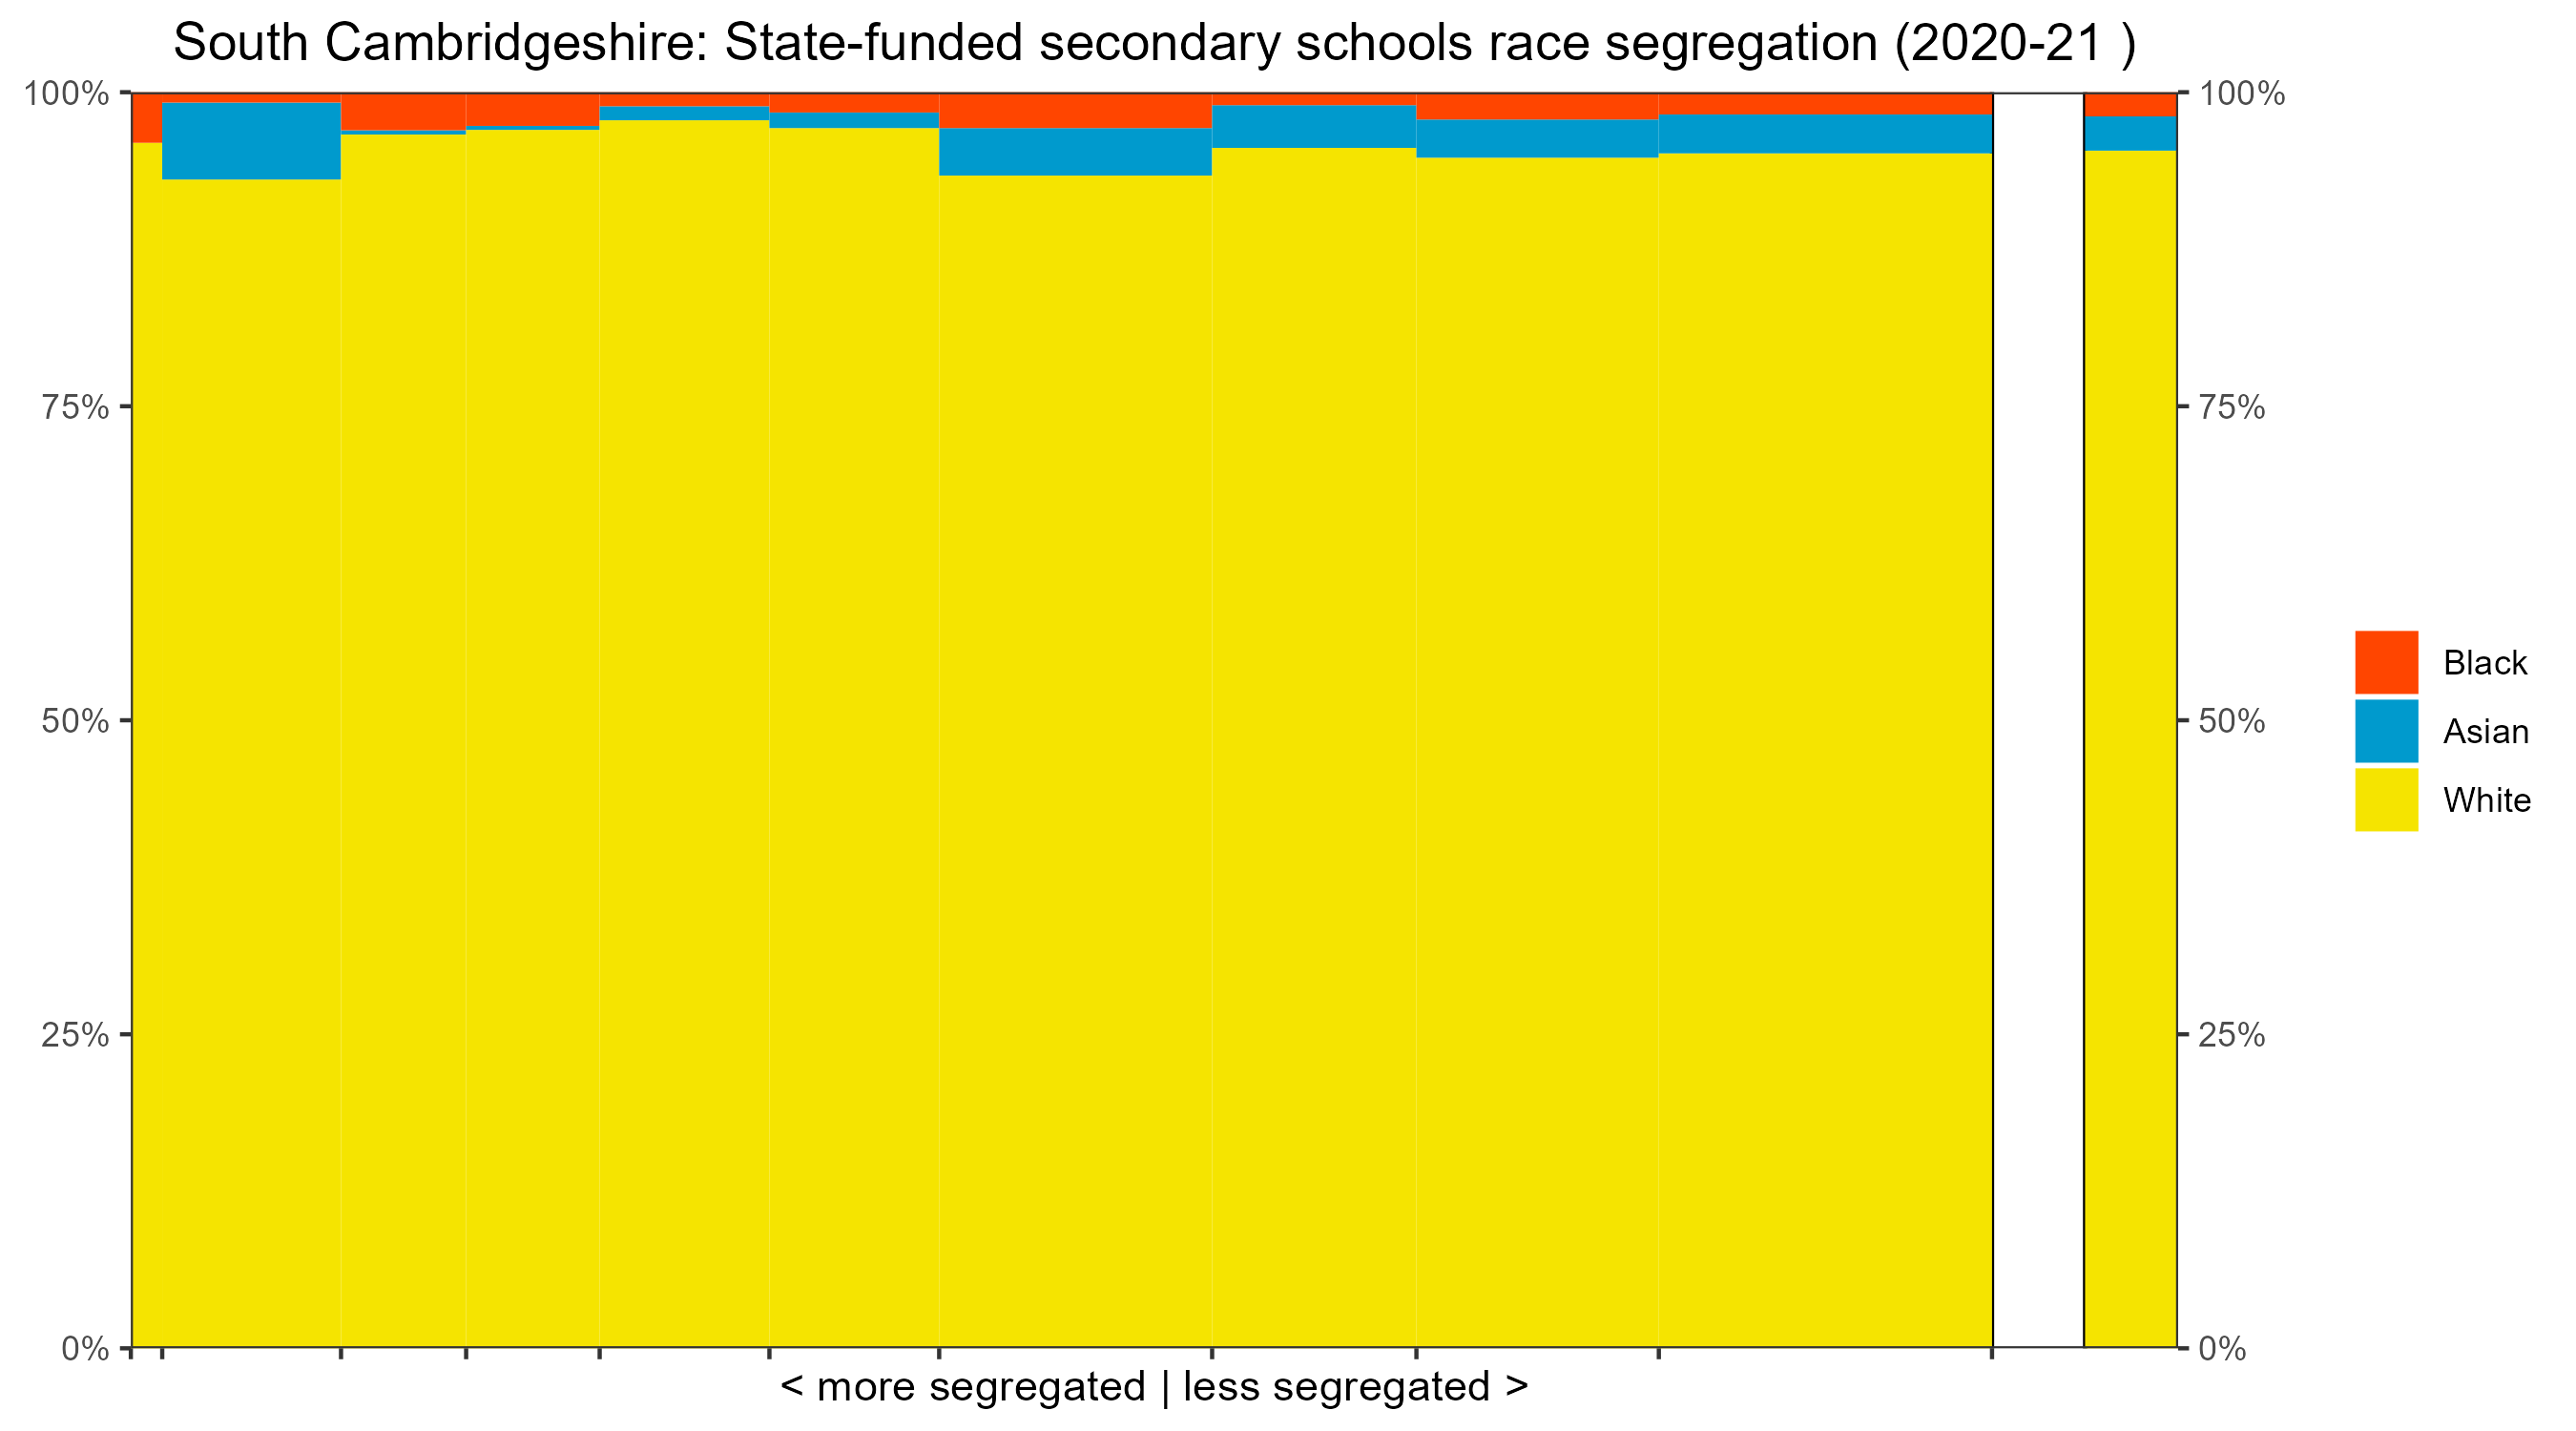 South Cambridgeshire: State-funded secondary schools race segregation (2020-21 )
100%
100%
75%
75%
50%
50%
25%
25%
0%
0%
Black
Asian
White
< more segregated | less segregated >